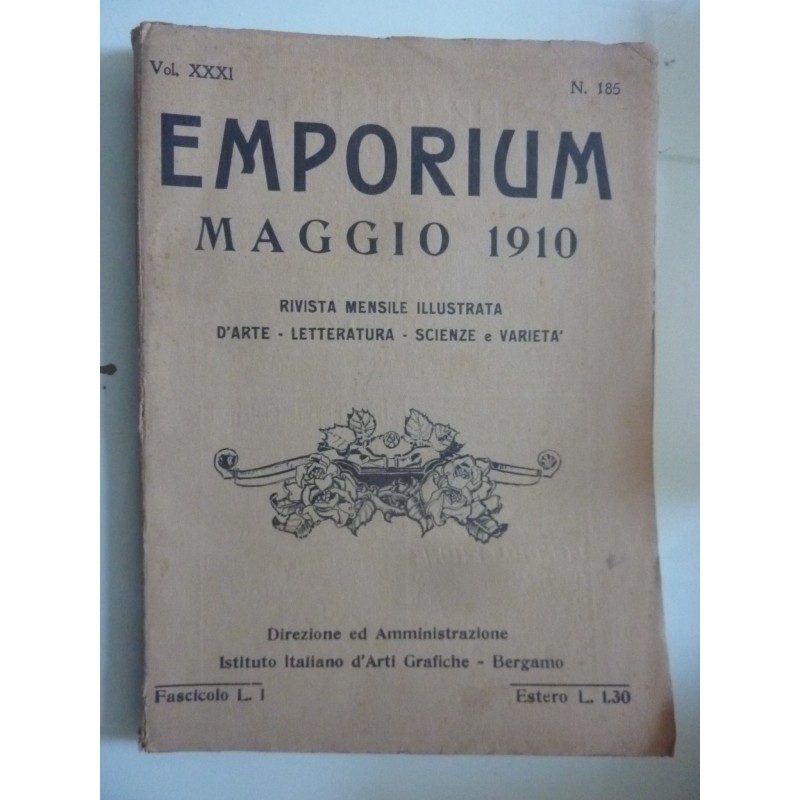 Vol. XXXI
N. 185
EMPORIUM
MAGGIO 1910
RIVISTA MENSILE ILLUSTRATA
D'ARTE - LETTERATURA - SCIENZE e VARIETA'
Direzione ed Amministrazione
Istituto Italiano d'Arti Grafiche - Bergamo
Fascicolo L. 1
Estero L. 1.30